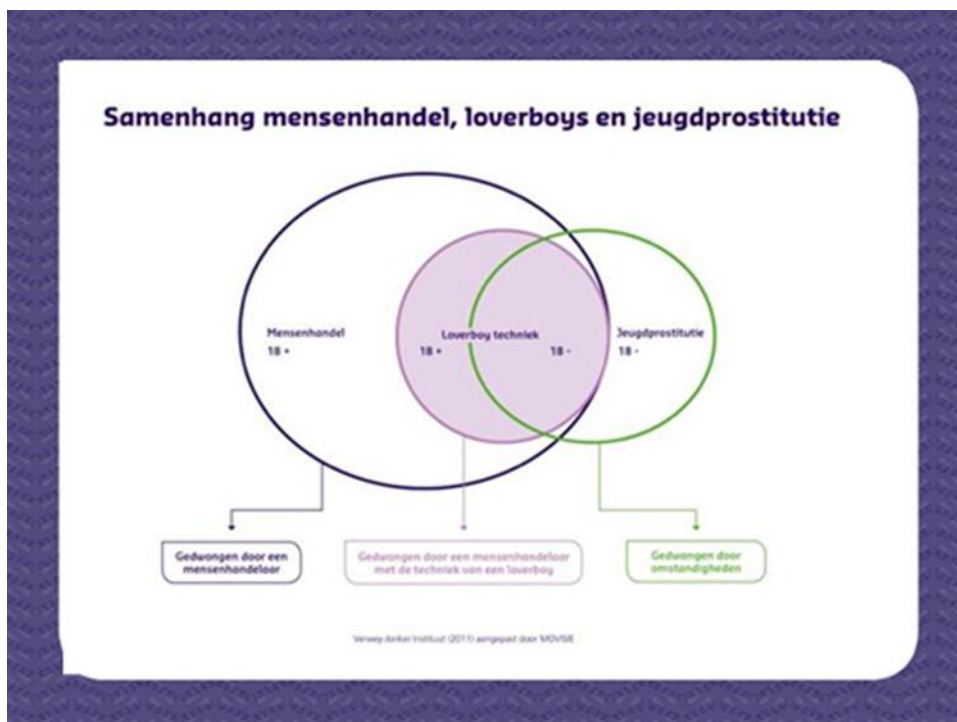 Samenhang mensenhandel, loverboys en jeugdprostitutie
Mensenhandel
18 +
Loverboy techniek
18 +
18 -
Jeugdprostitutie
18 -
Gedwongen door een
mensenhandelaar
Gedwongen door een mensenhandelaar
met de techniek van een loverboy
Gedwongen door
omstandigheden
Verwey-Jonker Instituut (2011) aangepast door MOVISIE